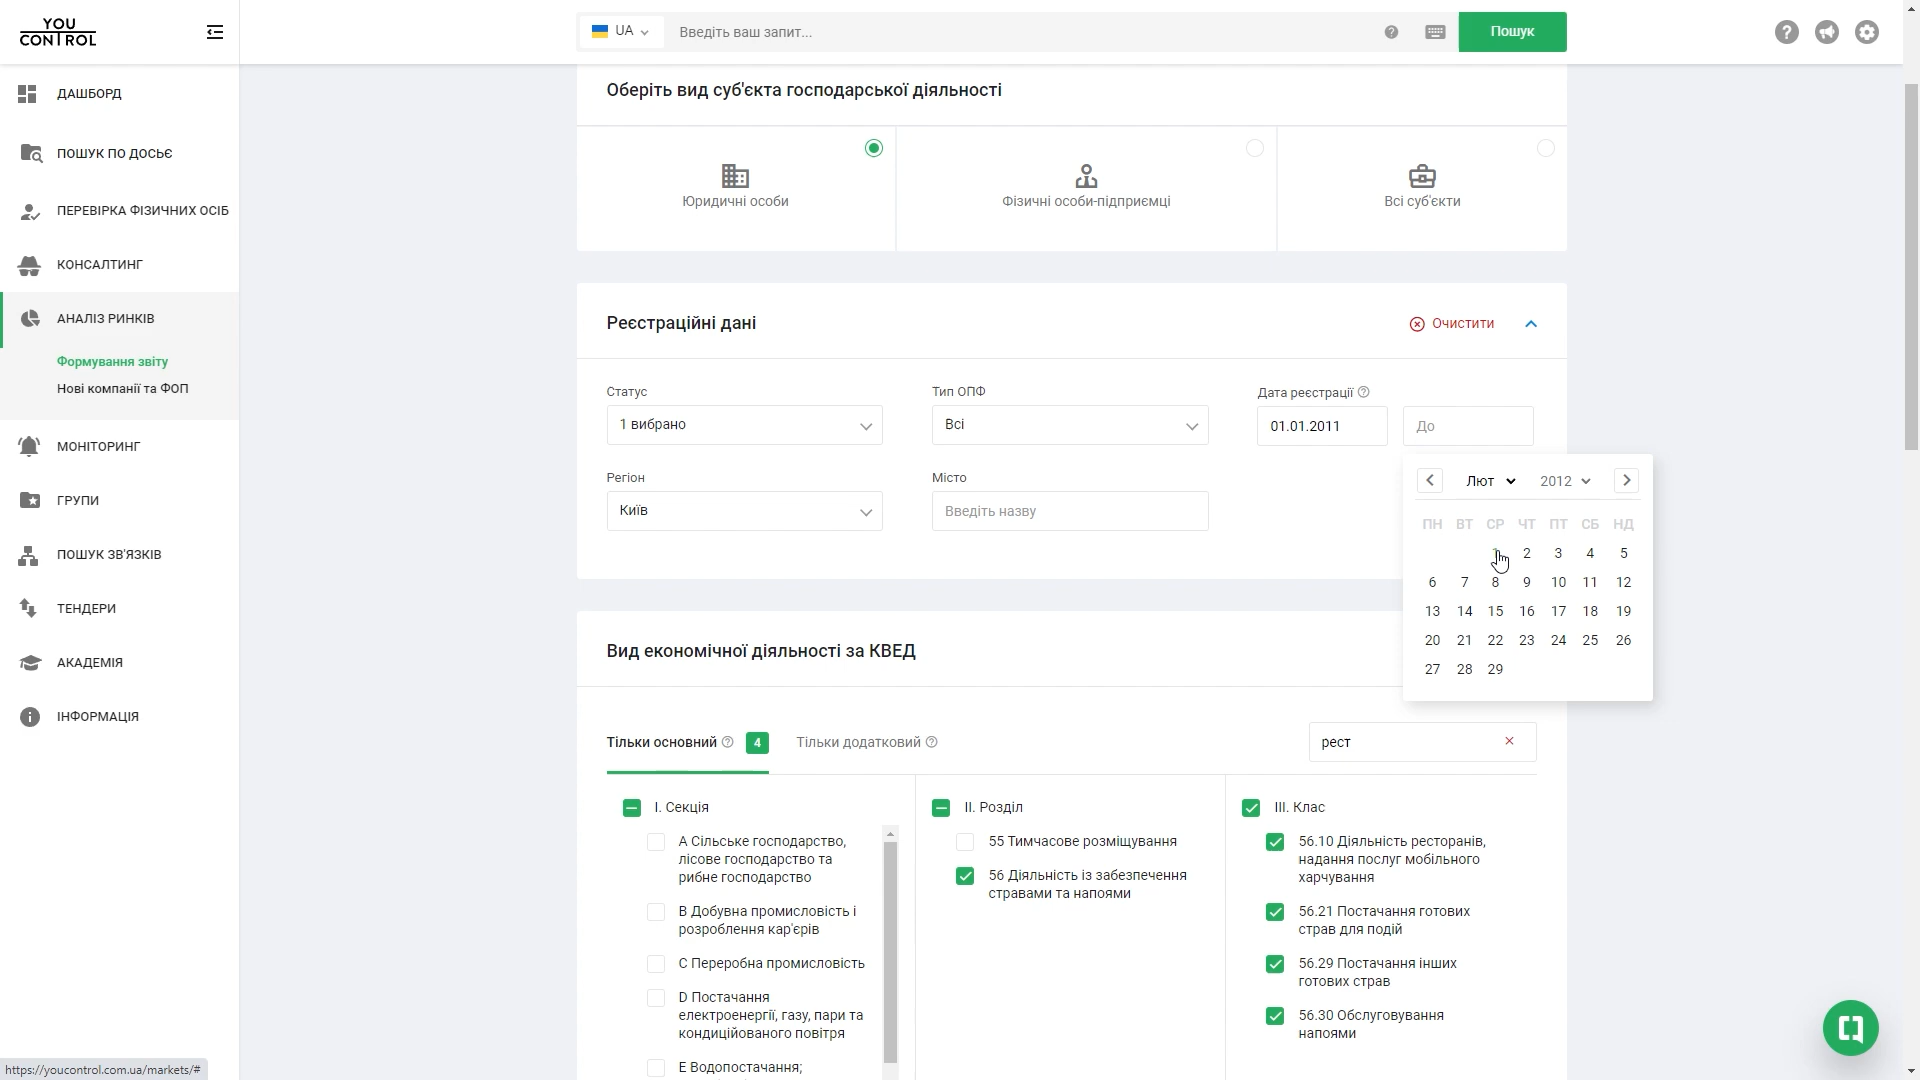 YOU
CONTROL
UA
Введіть ваш запит...
Пошук
ДАШБОРД
ПОШУК ПО ДОСЬЄ
ПЕРЕВІРКА ФІЗИЧНИХ ОСІБ
КОНСАЛТИНГ
АНАЛІЗ РИНКІВ
Формування звіту
Нові компанії та ФОП
МОНІТОРИНГ
ГРУПИ
ПОШУК ЗВ'ЯЗКІВ
ТЕНДЕРИ
АКАДЕМІЯ
ІНФОРМАЦІЯ
https://youcontrol.com.ua/markets/#
Оберіть вид суб'єкта господарської діяльності
Юридичні особи
Фізичні особи-підприємці
Всі суб'єкти
Реєстраційні дані
Очистити
Статус
1 вибрано
Тип ОПФ
Всі
Дата реєстрації
01.01.2011
До
Регіон
Київ
Місто
Введіть назву
Лют 2012
ПН ВТ СР ЧТ ПТ СБ НД
1 2 3 4 5
6 7 8 9 10 11 12
13 14 15 16 17 18 19
20 21 22 23 24 25 26
27 28 29
Вид економічної діяльності за КВЕД
Тільки основний 4
Тільки додатковий
рест
I. Секція
A Сільське господарство,
лісове господарство та
рибне господарство
B Добувна промисловість і
розроблення кар'єрів
C Переробна промисловість
D Постачання
електроенергії, газу, пари та
кондиційованого повітря
E Водопостачання;
II. Розділ
55 Тимчасове розміщування
56 Діяльність із забезпечення
стравами та напоями
III. Клас
56.10 Діяльність ресторанів,
надання послуг мобільного
харчування
56.21 Постачання готових
страв для подій
56.29 Постачання інших
готових страв
56.30 Обслуговування
напоями